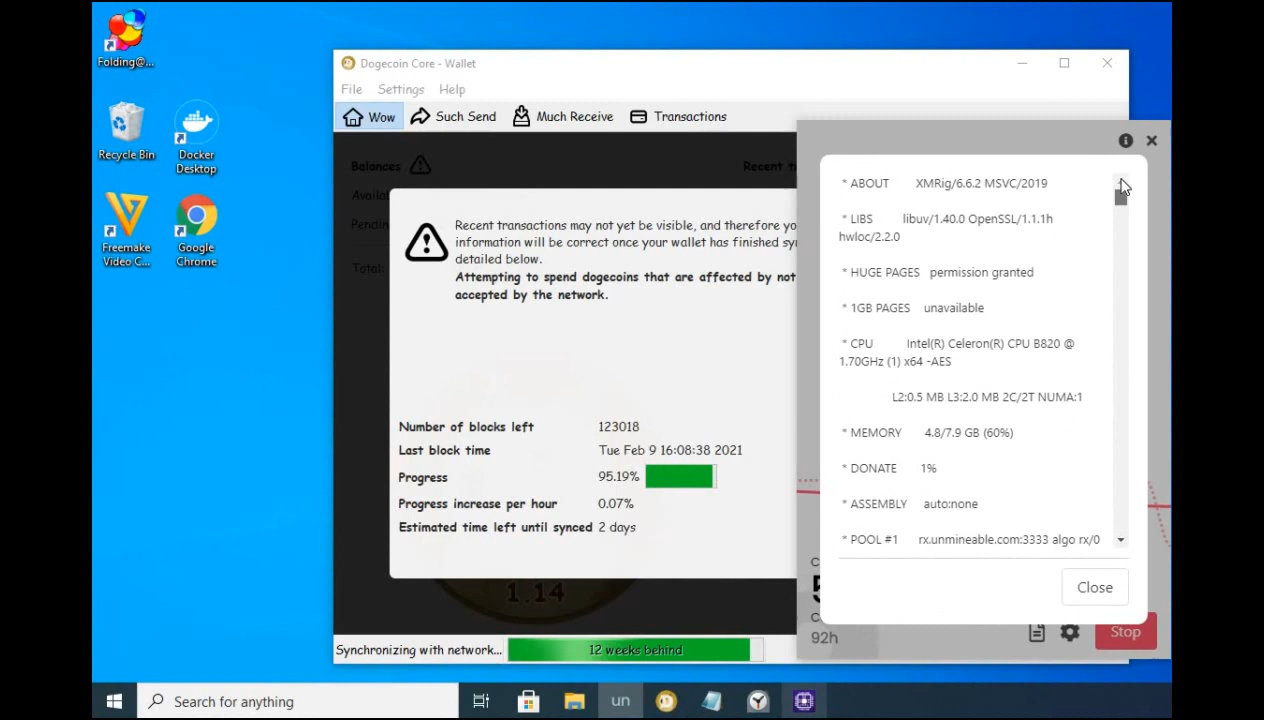 Folding@...
Recycle Bin
Docker
Desktop
Freemake
Video C...
Google
Chrome
Dogecoin Core - Wallet
File Settings Help
Wow Such Send Much Receive Transactions
Balances
Recent
Availa
Pendin
Total:
Recent transactions may not yet be visible, and therefore yo
information will be correct once your wallet has finished sy
detailed below.
Attempting to spend dogecoins that are affected by not
accepted by the network.
Number of blocks left 123018
Last block time Tue Feb 9 16:08:38 2021
Progress 95.19%
Progress increase per hour 0.07%
Estimated time left until synced 2 days
1.14
Synchronizing with network... 12 weeks behind
* ABOUT XMRig/6.6.2 MSVC/2019
* LIBS libuv/1.40.0 OpenSSL/1.1.1h
hwloc/2.2.0
* HUGE PAGES permission granted
* 1GB PAGES unavailable
* CPU Intel(R) Celeron(R) CPU B820 @
1.70GHz (1) x64 -AES
L2:0.5 MB L3:2.0 MB 2C/2T NUMA:1
* MEMORY 4.8/7.9 GB (60%)
* DONATE 1%
* ASSEMBLY auto:none
* POOL #1 rx.unmineable.com:3333 algo rx/0
Close
92h
Stop
Search for anything
un